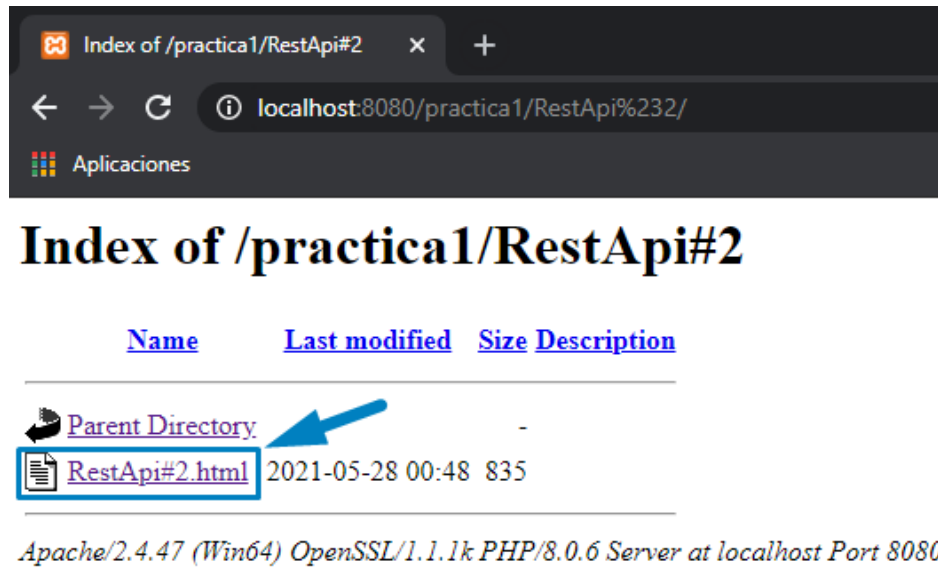 Index of /practica1/RestApi#2
localhost:8080/practica1/RestApi%232/
Aplicaciones
Index of /practica1/RestApi#2
Name Last modified Size Description
Parent Directory -
RestApi#2.html 2021-05-28 00:48 835
Apache/2.4.47 (Win64) OpenSSL/1.1.1k PHP/8.0.6 Server at localhost Port 8080